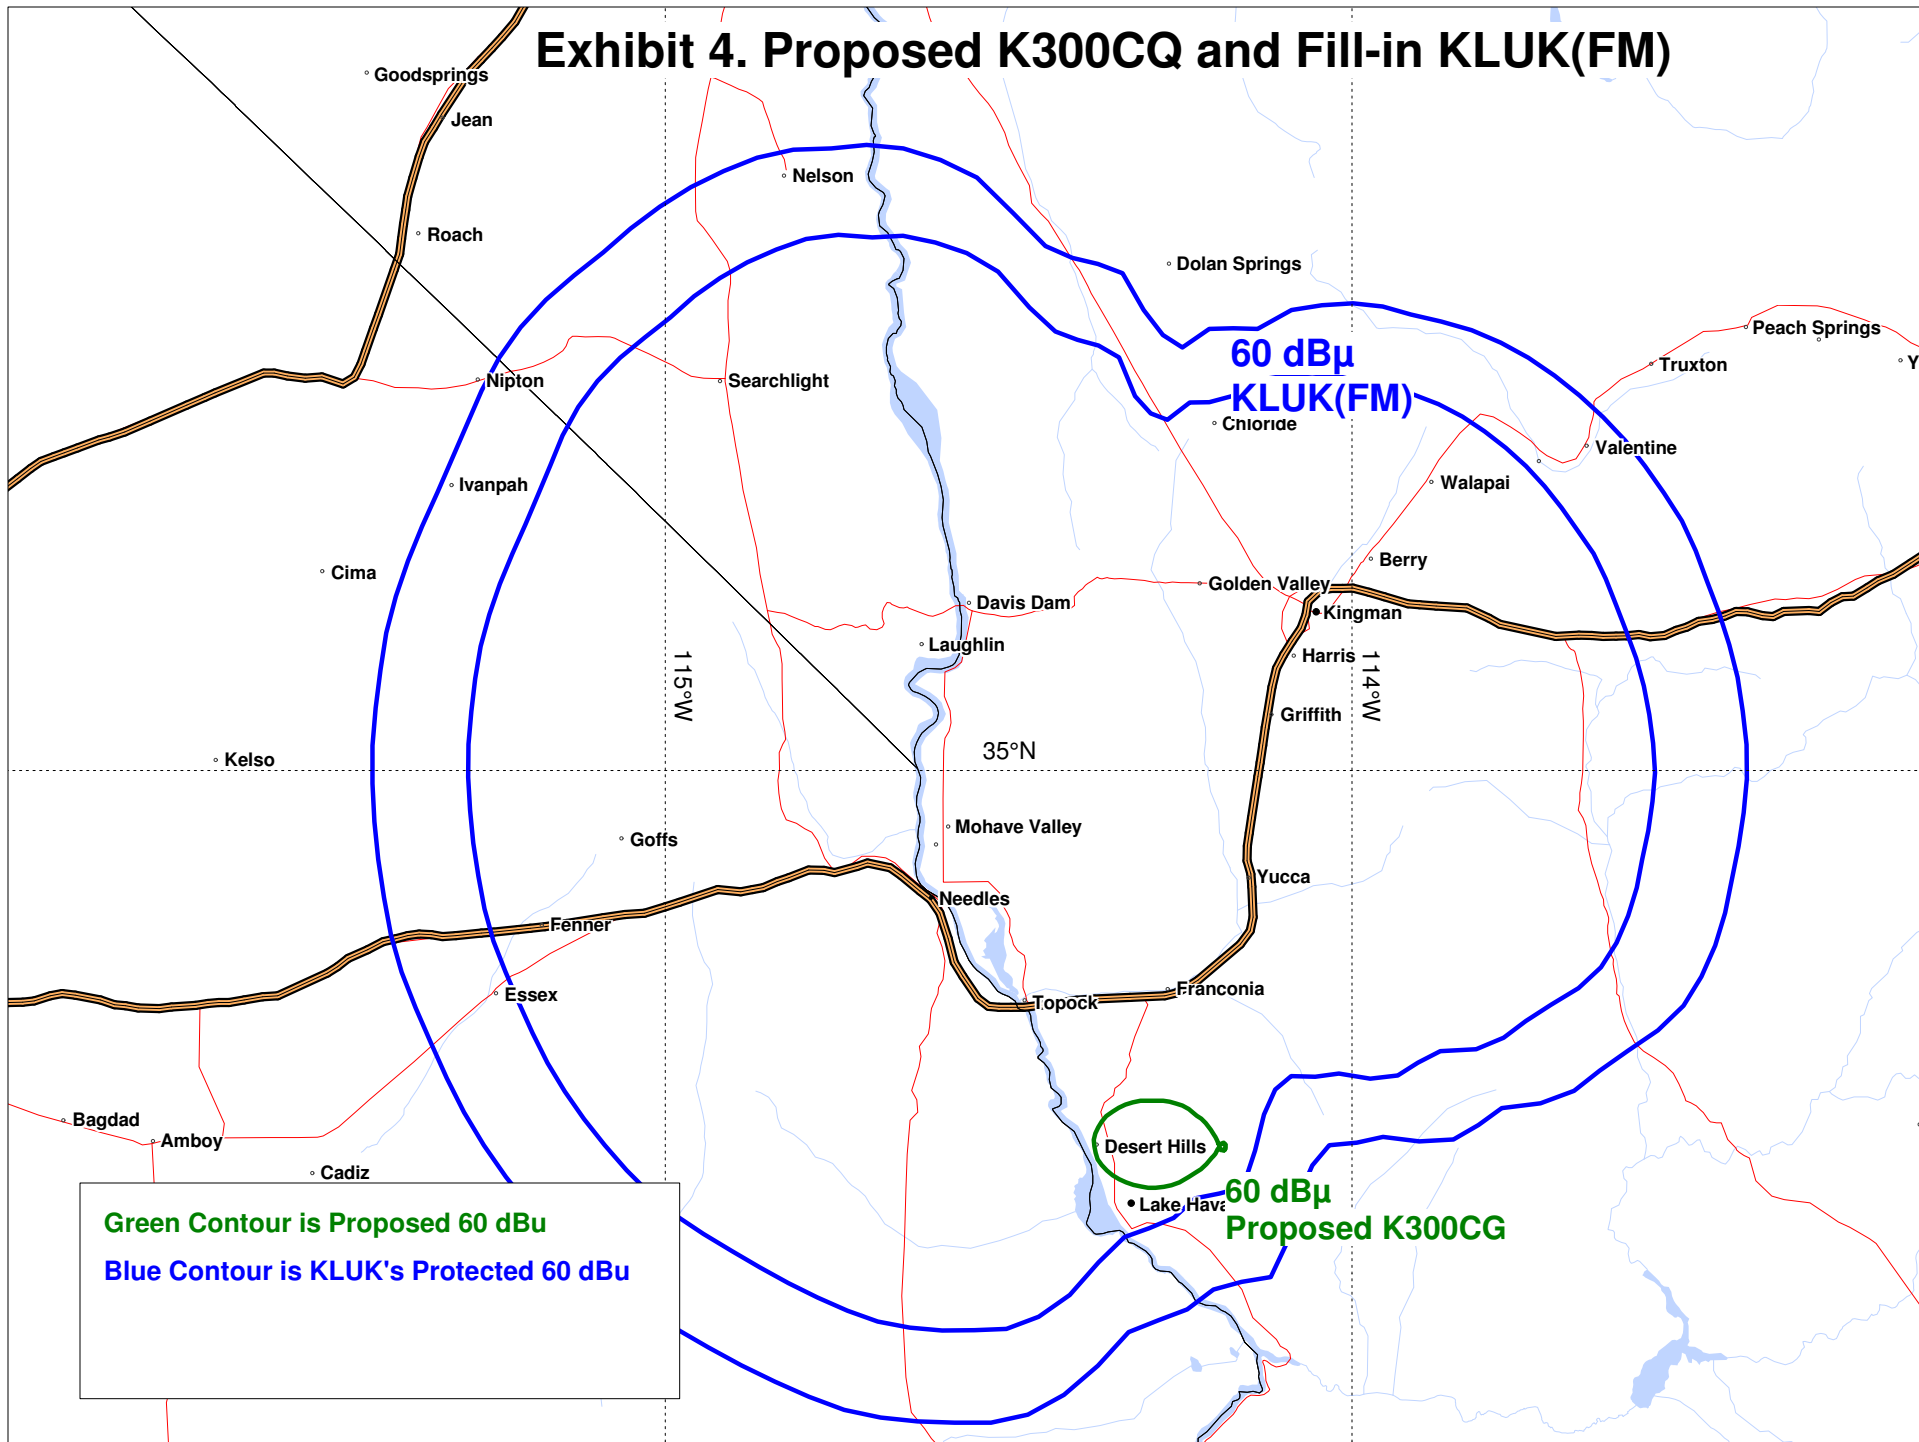 Exhibit 4. Proposed K300CQ and Fill-in KLUK(FM)
Goodsprings
Jean
Nelson
Roach
Dolan Springs
Peach Springs
60 dBµ
KLUK(FM)
Truxton
Y
Nipton
Searchlight
Chloride
Valentine
Ivanpah
Walapai
Cima
Berry
Golden Valley
Davis Dam
Kingman
Laughlin
Harris
115°W
114°W
Griffith
35°N
Kelso
Mohave Valley
Goffs
Yucca
Needles
Fenner
Essex
Franconia
Topock
Bagdad
Amboy
Desert Hills
Cadiz
60 dBµ
Proposed K300CG
Lake Hava
Green Contour is Proposed 60 dBu
Blue Contour is KLUK's Protected 60 dBu